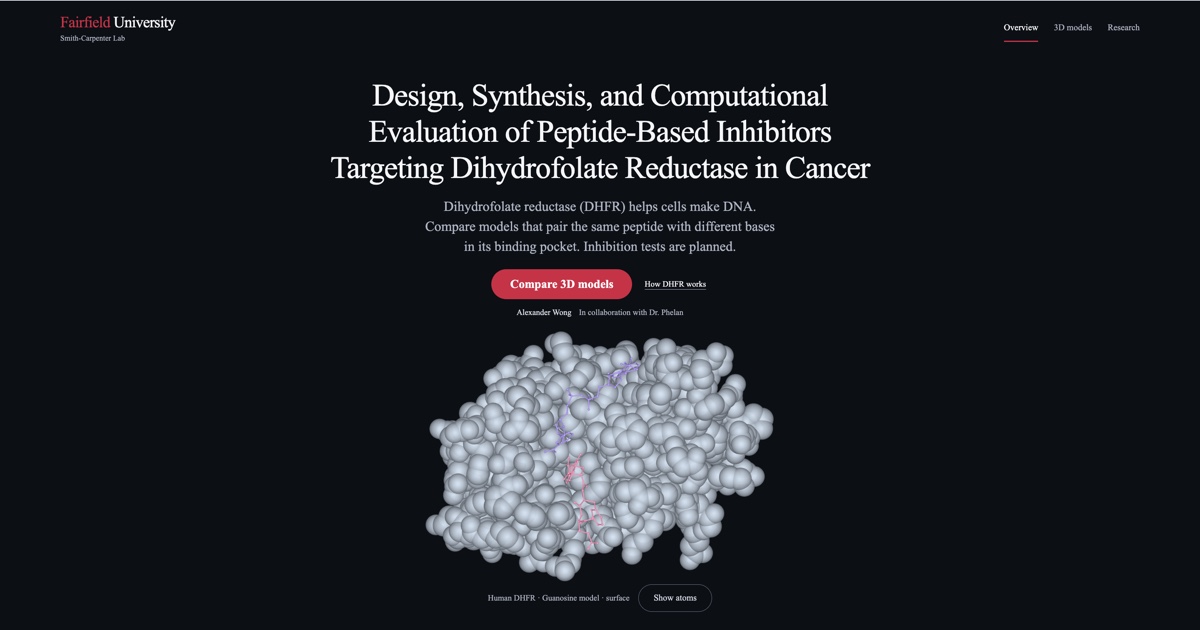 Fairfield University
Smith-Carpenter Lab
Overview
3D models
Research
Design, Synthesis, and Computational
Evaluation of Peptide-Based Inhibitors
Targeting Dihydrofolate Reductase in Cancer
Dihydrofolate reductase (DHFR) helps cells make DNA.
Compare models that pair the same peptide with different bases
in its binding pocket. Inhibition tests are planned.
Compare 3D models
How DHFR works
Alexander Wong In collaboration with Dr. Phelan
Human DHFR · Guanosine model · surface
Show atoms